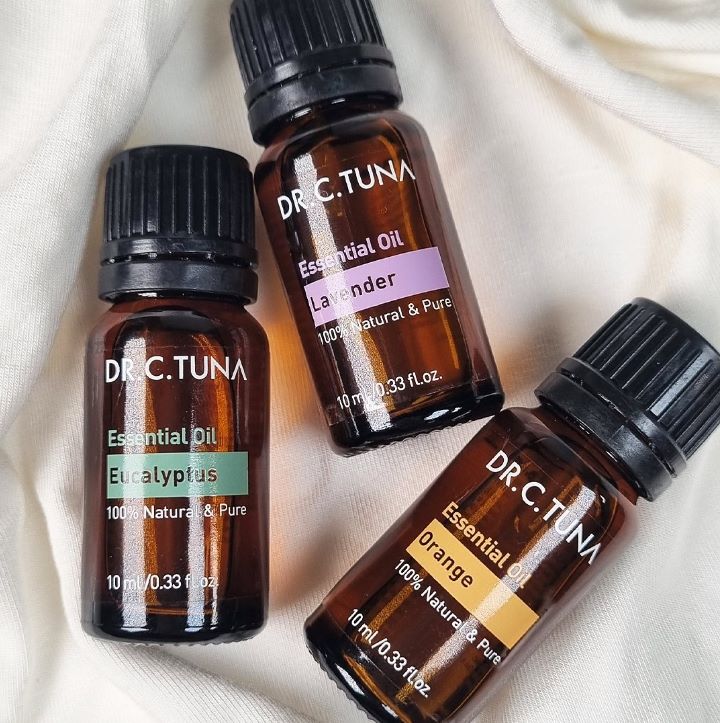 DR.C.TUNA
Essential Oil
Eucalyptus
100% Natural & Pure
10 ml/0.33 fl.oz.
DR.C.TUNA
Essential Oil
Lavender
100% Natural & Pure
10 ml/0.33 fl.oz.
DR.C.TUNA
Essential Oil
Orange
100% Natural & Pure
10 ml/0.33 fl.oz.